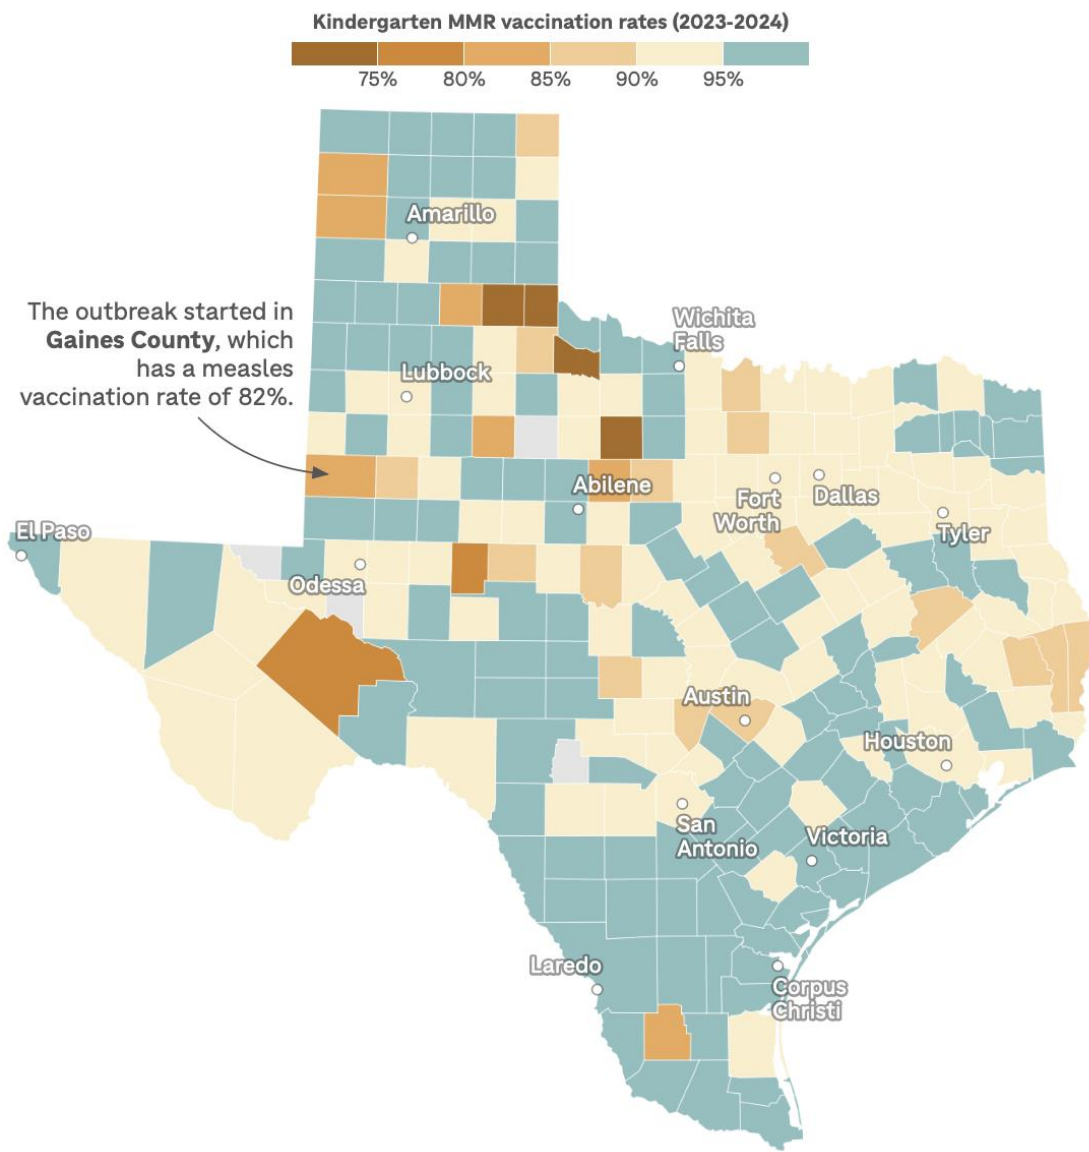 Kindergarten MMR vaccination rates (2023-2024)
75% 80% 85% 90% 95%
Amarillo
The outbreak started in
Gaines County, which
has a measles
vaccination rate of 82%.
Wichita
Falls
Lubbock
Abilene
Fort
Worth
Dallas
Tyler
El Paso
Odessa
Austin
Houston
San
Antonio
Victoria
Laredo
Corpus
Christi